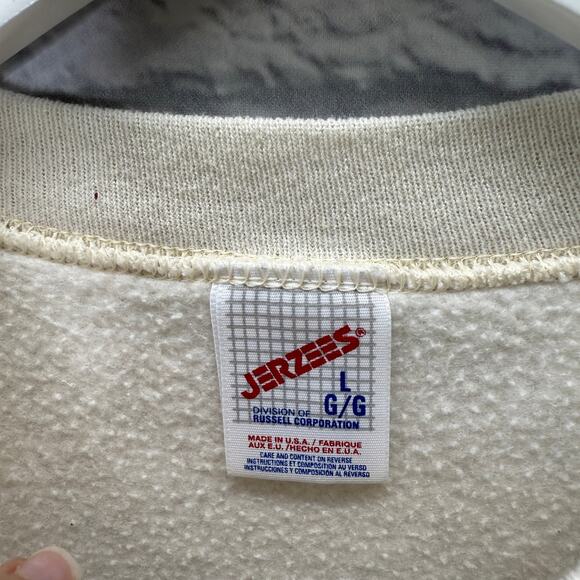 JERZEES®
L
G/G
DIVISION OF
RUSSELL CORPORATION
MADE IN U.S.A. / FABRIQUE
AUX E.U. /HECHO EN E.U.A.
CARE AND CONTENT ON REVERSE
INSTRUCTIONS ET COMPOSITION AU VERSO
INSTRUCCIONES Y COMPOSICIÓN AL REVERSO